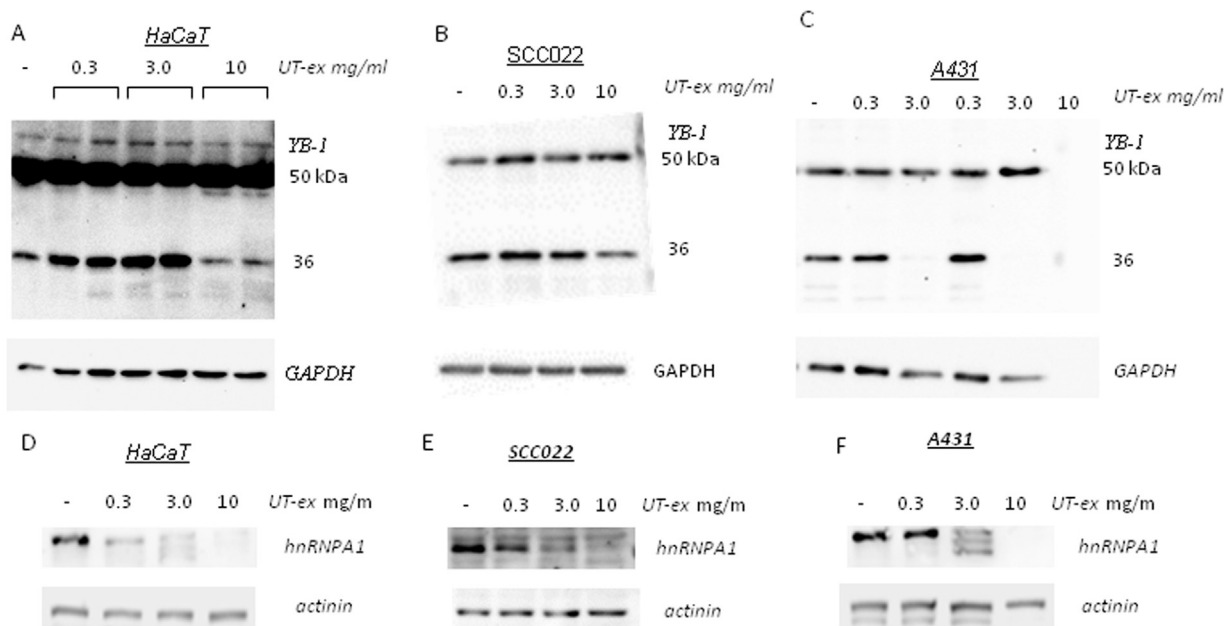 A
HaCaT
- 0.3 3.0 10 UT-ex mg/ml
YB-1
50 kDa
36
GAPDH
B
SCC022
- 0.3 3.0 10 UT-ex mg/ml
YB-1
50 kDa
36
GAPDH
C
A431
- 0.3 3.0 0.3 3.0 10 UT-ex mg/ml
YB-1
50 kDa
36
GAPDH
D
HaCaT
- 0.3 3.0 10 UT-ex mg/m
hnRNPA1
actinin
E
SCC022
- 0.3 3.0 10 UT-ex mg/m
hnRNPA1
actinin
F
A431
- 0.3 3.0 10 UT-ex mg/m
hnRNPA1
actinin